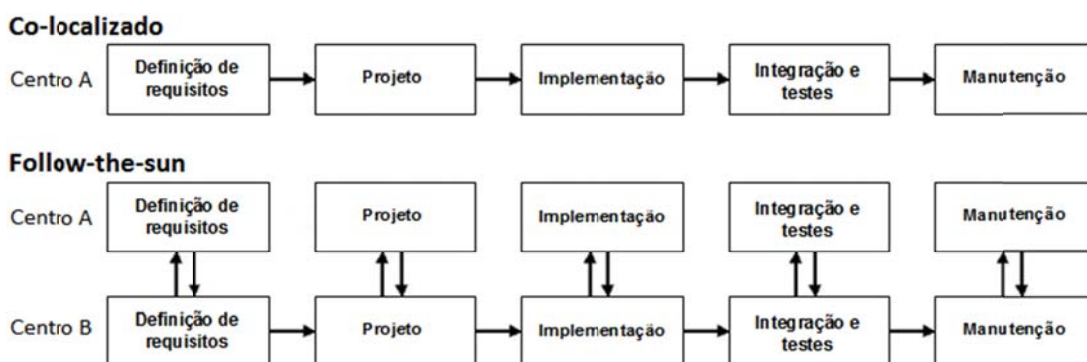 Co-localizado
Centro A
Definição de
requisitos
Projeto
Implementação
Integração e
testes
Manutenção
Follow-the-sun
Centro A
Definição de
requisitos
Projeto
Implementação
Integração e
testes
Manutenção
Centro B
Definição de
requisitos
Projeto
Implementação
Integração e
testes
Manutenção